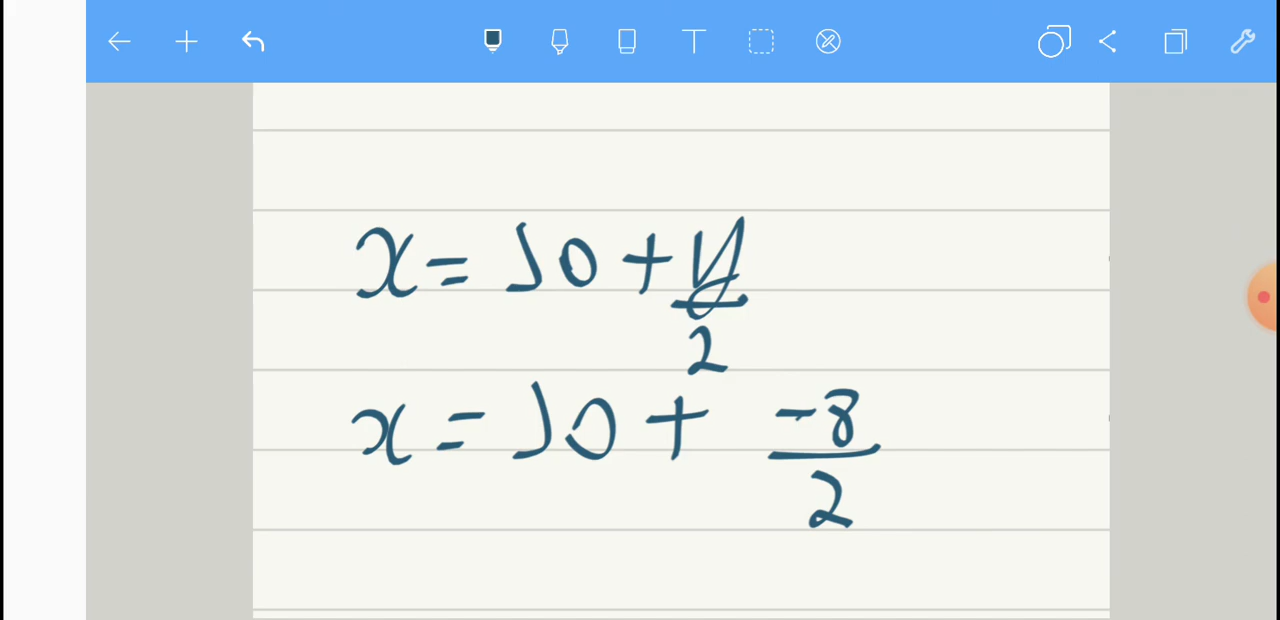 x = 10 + y/2
x = 10 + -8/2